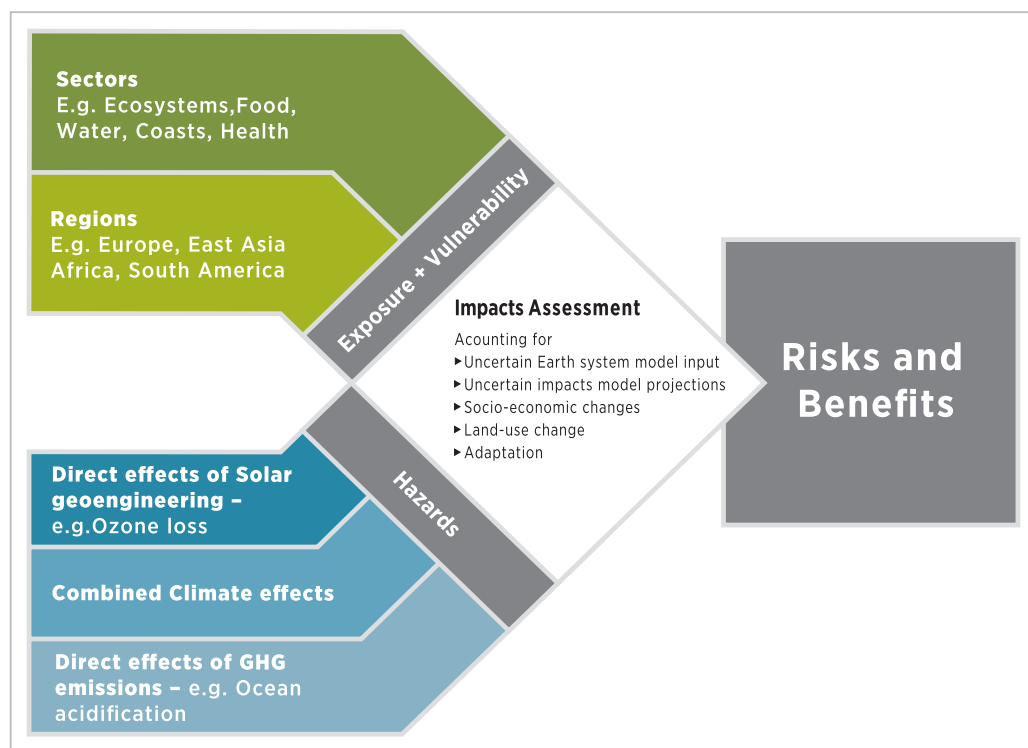 Sectors
E.g. Ecosystems,Food,
Water, Coasts, Health
Regions
E.g. Europe, East Asia
Africa, South America
Exposure + Vulnerability
Impacts Assessment
Acounting for
▸Uncertain Earth system model input
▸Uncertain impacts model projections
▸Socio-economic changes
▸Land-use change
▸Adaptation
Risks and
Benefits
Hazards
Direct effects of Solar
geoengineering –
e.g.Ozone loss
Combined Climate effects
Direct effects of GHG
emissions – e.g. Ocean
acidification